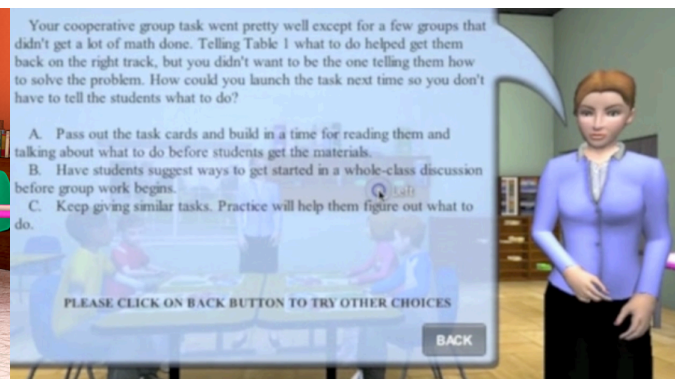 Your cooperative group task went pretty well except for a few groups that
didn't get a lot of math done. Telling Table 1 what to do helped get them
back on the right track, but you didn't want to be the one telling them how
to solve the problem. How could you launch the task next time so you don't
have to tell the students what to do?
A. Pass out the task cards and build in a time for reading them and
talking about what to do before students get the materials.
B. Have students suggest ways to get started in a whole-class discussion
before group work begins.
C. Keep giving similar tasks. Practice will help them figure out what to
do.
PLEASE CLICK ON BACK BUTTON TO TRY OTHER CHOICES
BACK